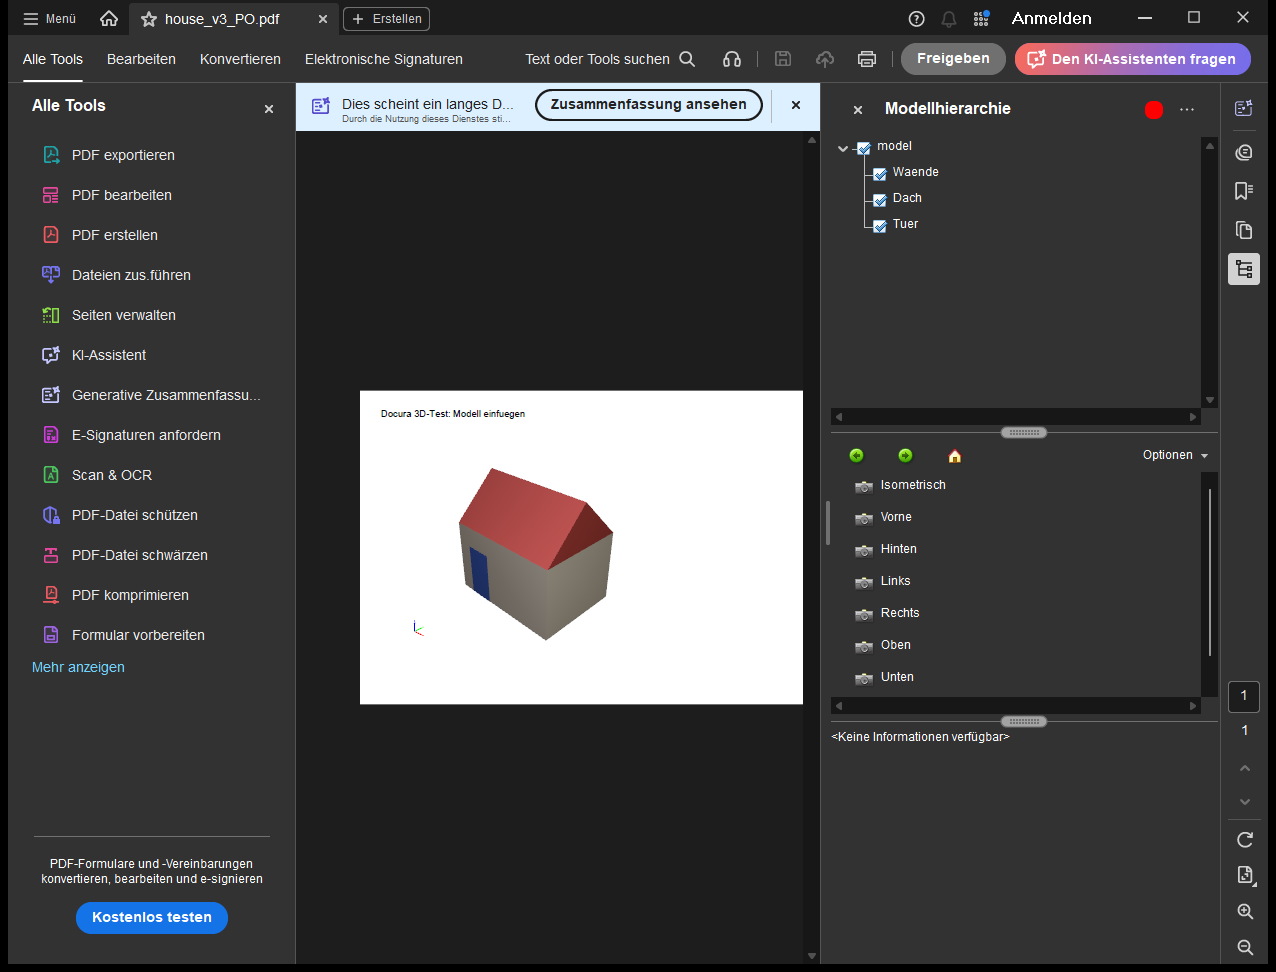 Menü
house_v3_PO.pdf
Erstellen
Anmelden
Alle Tools
Bearbeiten
Konvertieren
Elektronische Signaturen
Text oder Tools suchen
Freigeben
Den KI-Assistenten fragen
Alle Tools
PDF exportieren
PDF bearbeiten
PDF erstellen
Dateien zus.führen
Seiten verwalten
KI-Assistent
Generative Zusammenfassu...
E-Signaturen anfordern
Scan & OCR
PDF-Datei schützen
PDF-Datei schwärzen
PDF komprimieren
Formular vorbereiten
Mehr anzeigen
PDF-Formulare und -Vereinbarungen
konvertieren, bearbeiten und e-signieren
Kostenlos testen
Dies scheint ein langes D...
Durch die Nutzung dieses Dienstes sti...
Zusammenfassung ansehen
Docura 3D-Test: Modell einfuegen
Modellhierarchie
model
Waende
Dach
Tuer
Optionen
Isometrisch
Vorne
Hinten
Links
Rechts
Oben
Unten
<Keine Informationen verfügbar>
1
1